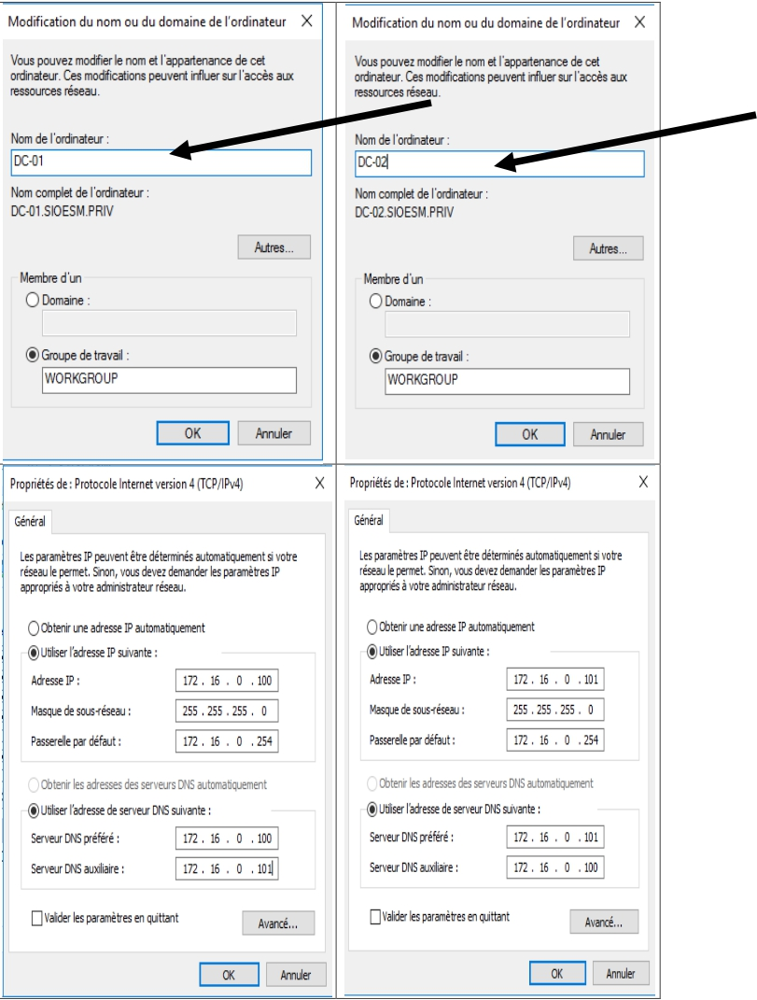 Modification du nom ou du domaine de l'ordinateur
Vous pouvez modifier le nom et l'appartenance de cet
ordinateur. Ces modifications peuvent influer sur l'accès aux
ressources réseau.
Nom de l'ordinateur :
DC-01
Nom complet de l'ordinateur :
DC-01.SIOESM.PRIV
Autres...
Membre d'un
Domaine :
Groupe de travail :
WORKGROUP
OK Annuler
Modification du nom ou du domaine de l'ordinateur
Vous pouvez modifier le nom et l'appartenance de cet
ordinateur. Ces modifications peuvent influer sur l'accès aux
ressources réseau.
Nom de l'ordinateur :
DC-02
Nom complet de l'ordinateur :
DC-02.SIOESM.PRIV
Autres...
Membre d'un
Domaine :
Groupe de travail :
WORKGROUP
OK Annuler
Propriétés de : Protocole Internet version 4 (TCP/IPv4)
Général
Les paramètres IP peuvent être déterminés automatiquement si votre
réseau le permet. Sinon, vous devez demander les paramètres IP
appropriés à votre administrateur réseau.
Obtenir une adresse IP automatiquement
Utiliser l'adresse IP suivante :
Adresse IP : 172 . 16 . 0 . 100
Masque de sous-réseau : 255 . 255 . 255 . 0
Passerelle par défaut : 172 . 16 . 0 . 254
Obtenir les adresses des serveurs DNS automatiquement
Utiliser l'adresse de serveur DNS suivante :
Serveur DNS préféré : 172 . 16 . 0 . 100
Serveur DNS auxiliaire : 172 . 16 . 0 . 101
Valider les paramètres en quittant
Avancé...
OK Annuler
Propriétés de : Protocole Internet version 4 (TCP/IPv4)
Général
Les paramètres IP peuvent être déterminés automatiquement si votre
réseau le permet. Sinon, vous devez demander les paramètres IP
appropriés à votre administrateur réseau.
Obtenir une adresse IP automatiquement
Utiliser l'adresse IP suivante :
Adresse IP : 172 . 16 . 0 . 101
Masque de sous-réseau : 255 . 255 . 255 . 0
Passerelle par défaut : 172 . 16 . 0 . 254
Obtenir les adresses des serveurs DNS automatiquement
Utiliser l'adresse de serveur DNS suivante :
Serveur DNS préféré : 172 . 16 . 0 . 101
Serveur DNS auxiliaire : 172 . 16 . 0 . 100
Valider les paramètres en quittant
Avancé...
OK Annuler